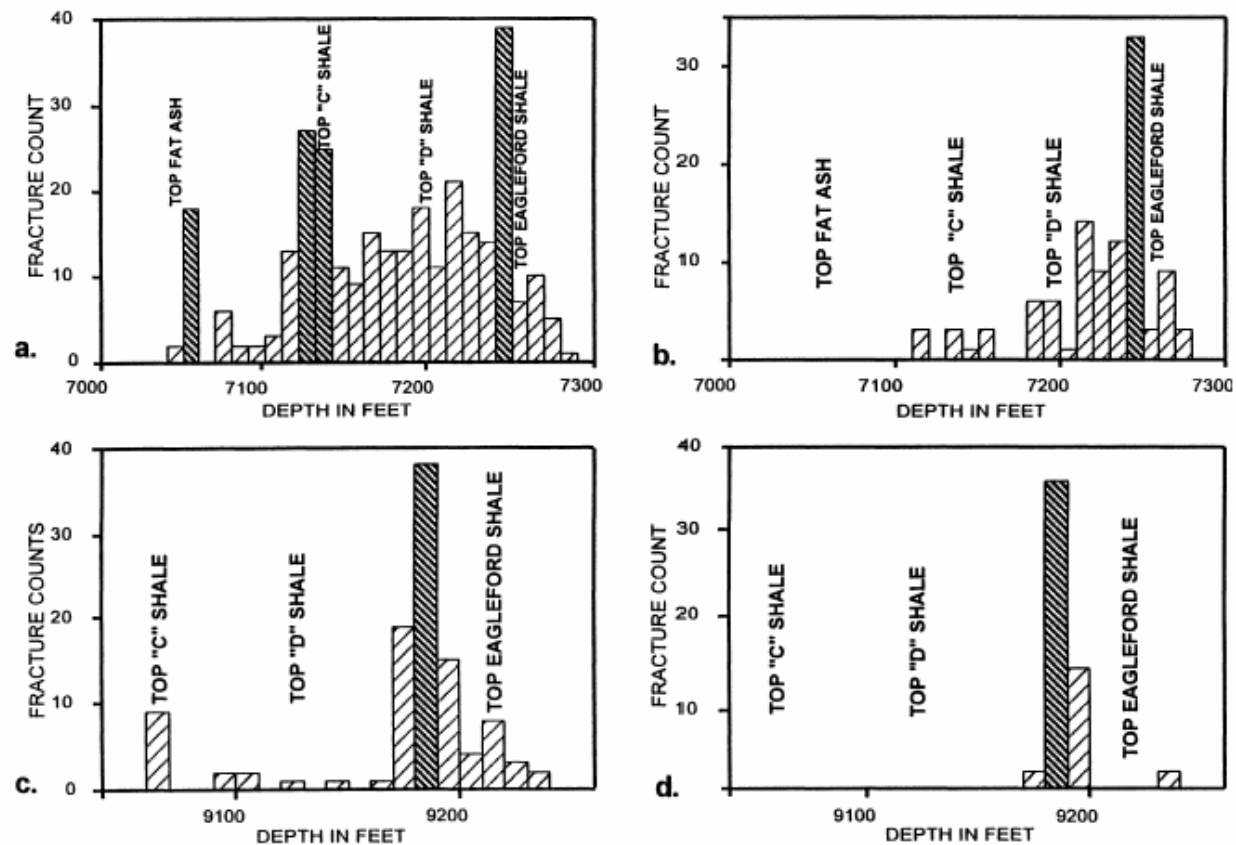 40
30
20
10
0
FRACTURE COUNT
TOP FAT ASH
TOP "C" SHALE
TOP "D" SHALE
TOP EAGLEFORD SHALE
a.
7000
7100
7200
7300
DEPTH IN FEET
30
20
10
FRACTURE COUNT
TOP FAT ASH
TOP "C" SHALE
TOP "D" SHALE
TOP EAGLEFORD SHALE
b.
7000
7100
7200
7300
DEPTH IN FEET
40
30
20
10
0
FRACTURE COUNTS
TOP "C" SHALE
TOP "D" SHALE
TOP EAGLEFORD SHALE
c.
9100
9200
DEPTH IN FEET
40
30
20
10
FRACTURE COUNT
TOP "C" SHALE
TOP "D" SHALE
TOP EAGLEFORD SHALE
d.
9100
9200
DEPTH IN FEET